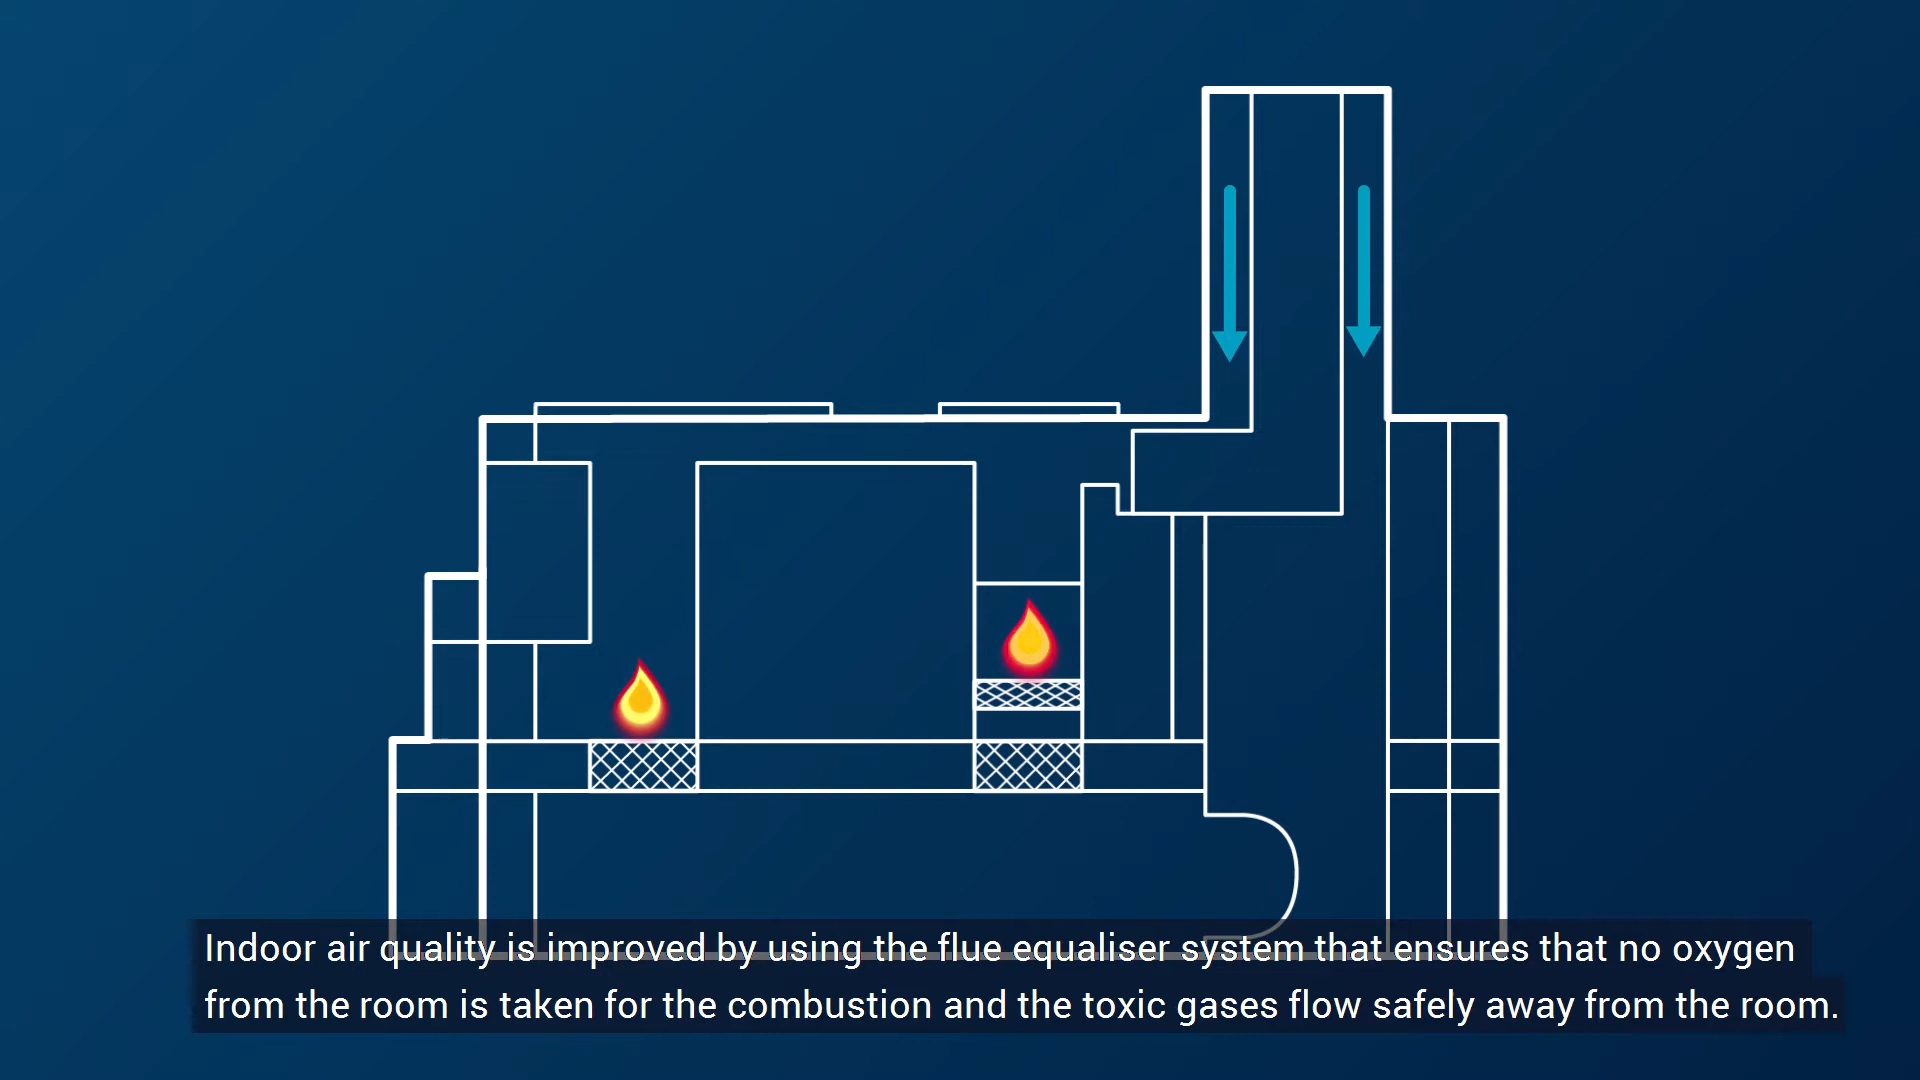 Indoor air quality is improved by using the flue equaliser system that ensures that no oxygen
from the room is taken for the combustion and the toxic gases flow safely away from the room.